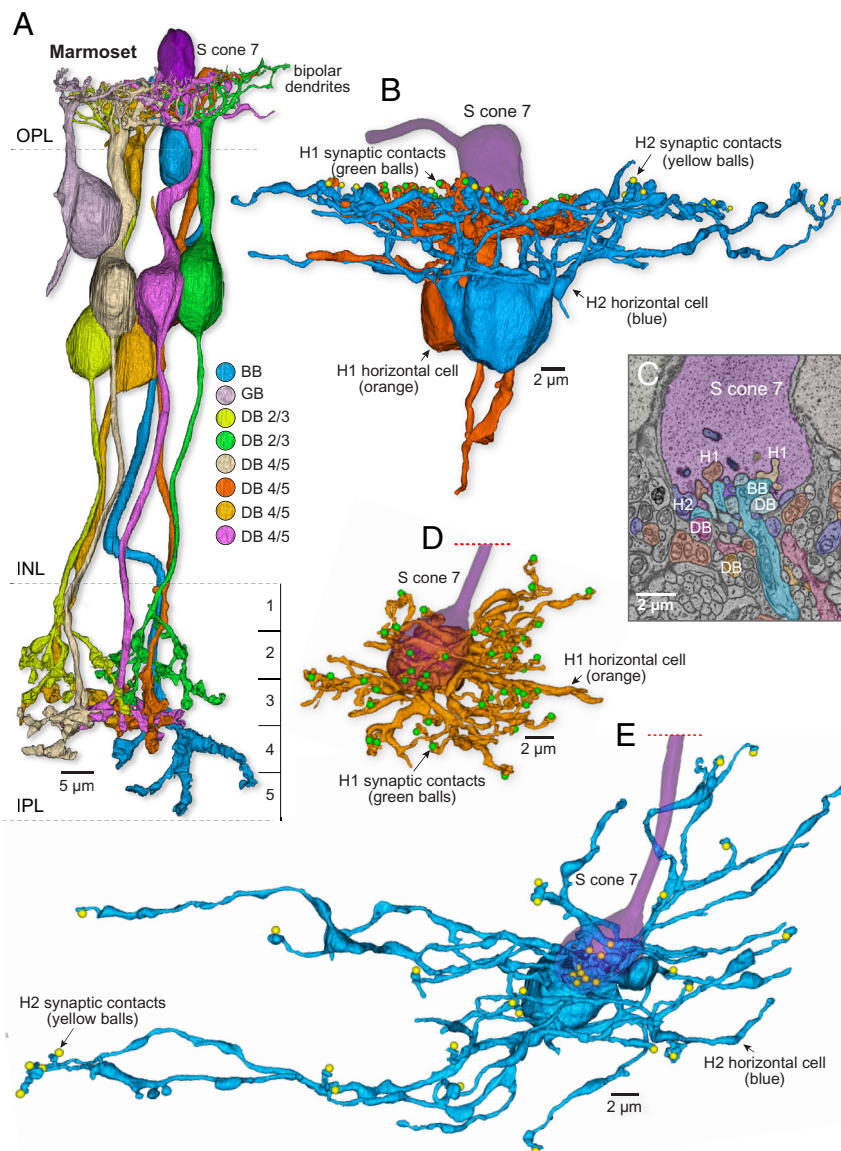 A
Marmoset
S cone 7
bipolar
dendrites
OPL
BB
GB
DB 2/3
DB 2/3
DB 4/5
DB 4/5
DB 4/5
DB 4/5
INL
1
2
3
4
5
5 µm
IPL
B
S cone 7
H1 synaptic contacts
(green balls)
H2 synaptic contacts
(yellow balls)
H2 horizontal cell
(blue)
H1 horizontal cell
(orange)
2 µm
C
S cone 7
H1
H1
BB
DB
H2
DB
DB
2 µm
D
S cone 7
H1 horizontal cell
(orange)
2 µm
H1 synaptic contacts
(green balls)
E
S cone 7
H2 synaptic contacts
(yellow balls)
H2 horizontal cell
(blue)
2 µm